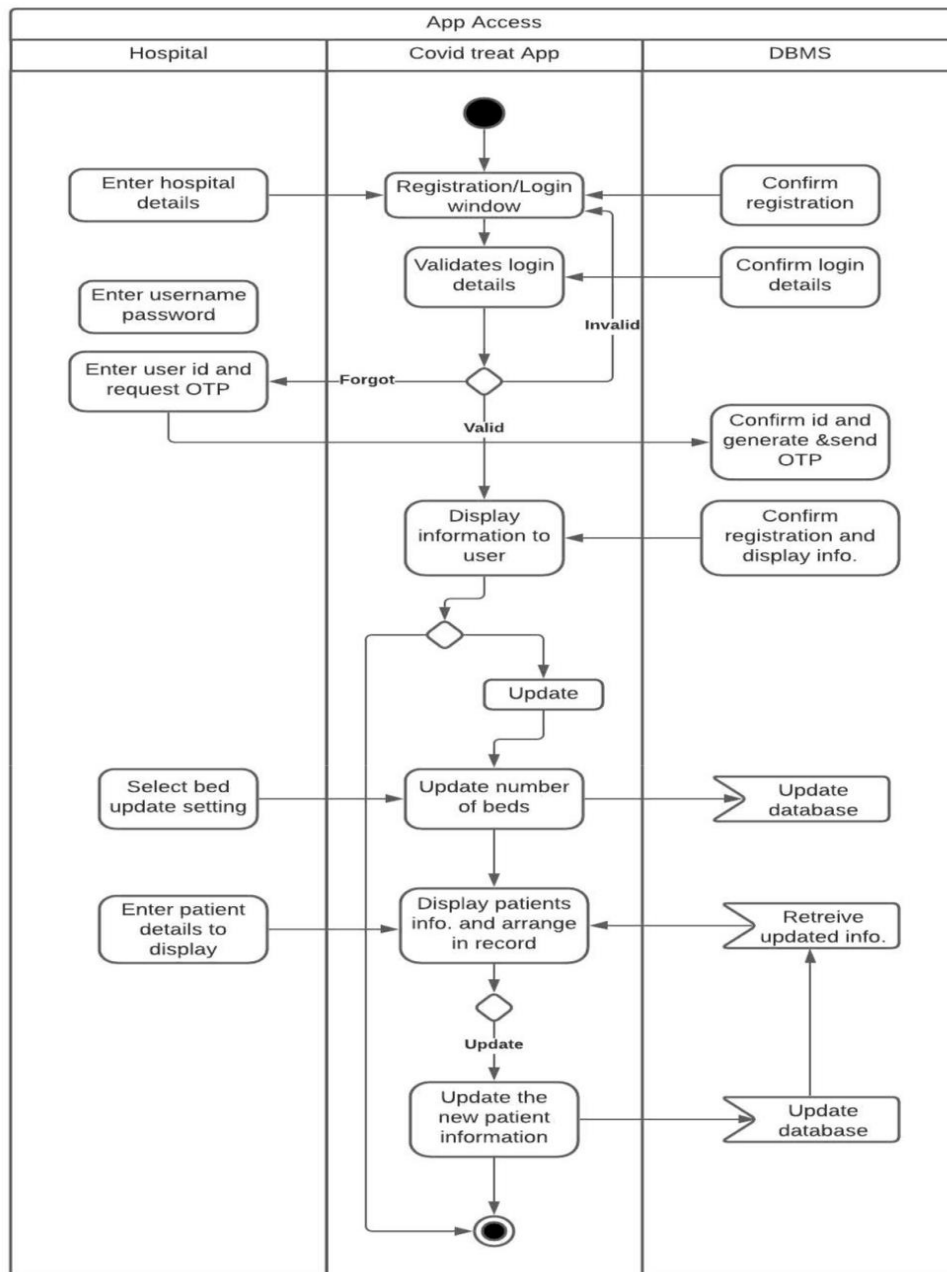 App Access
Hospital
Covid treat App
DBMS
Enter hospital
details
Registration/Login
window
Confirm
registration
Validates login
details
Confirm login
details
Enter username
password
Invalid
Enter user id and
request OTP
Forgot
Valid
Confirm id and
generate &send
OTP
Display
information to
user
Confirm
registration and
display info.
Update
Select bed
update setting
Update number
of beds
Update
database
Enter patient
details to
display
Display patients
info. and arrange
in record
Retreive
updated info.
Update
Update the
new patient
information
Update
database